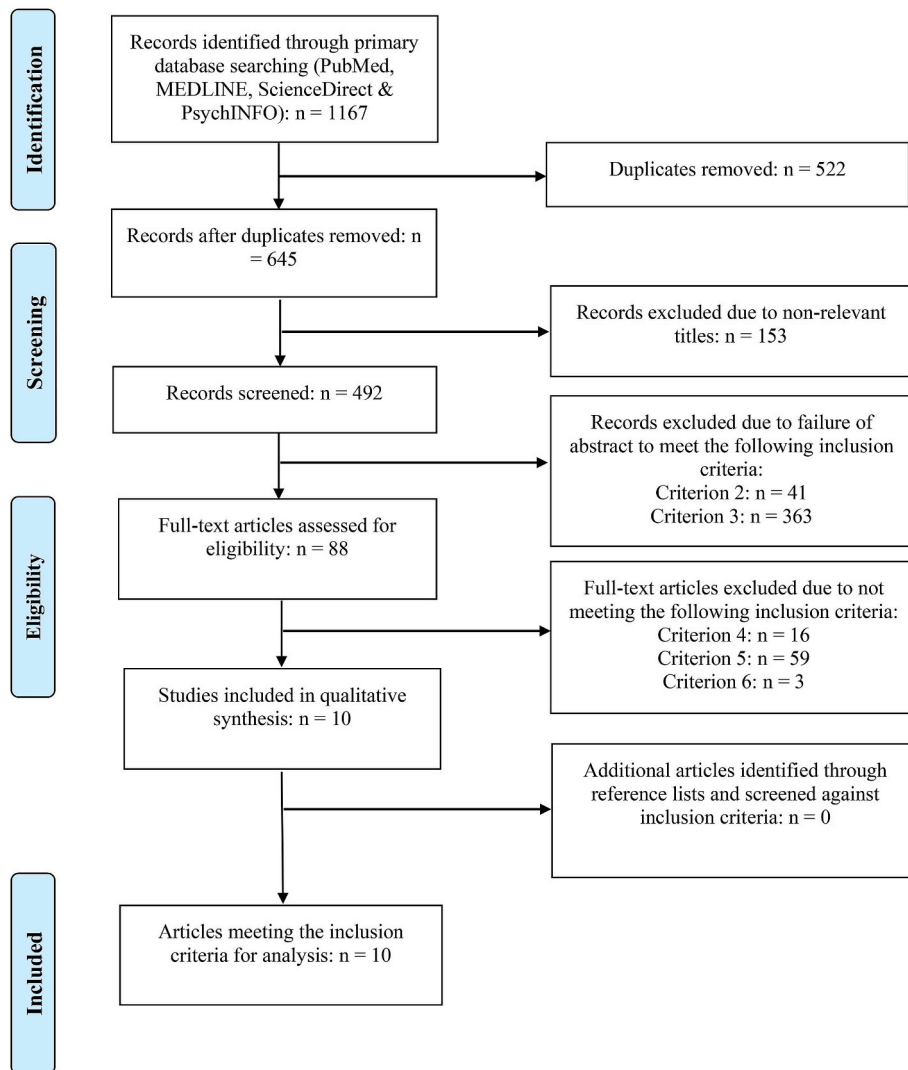 Identification
Records identified through primary
database searching (PubMed,
MEDLINE, ScienceDirect &
PsychINFO): n = 1167
Duplicates removed: n = 522
Records after duplicates removed: n
= 645
Screening
Records excluded due to non-relevant
titles: n = 153
Records screened: n = 492
Records excluded due to failure of
abstract to meet the following inclusion
criteria:
Criterion 2: n = 41
Criterion 3: n = 363
Eligibility
Full-text articles assessed for
eligibility: n = 88
Full-text articles excluded due to not
meeting the following inclusion criteria:
Criterion 4: n = 16
Criterion 5: n = 59
Criterion 6: n = 3
Studies included in qualitative
synthesis: n = 10
Additional articles identified through
reference lists and screened against
inclusion criteria: n = 0
Included
Articles meeting the inclusion
criteria for analysis: n = 10